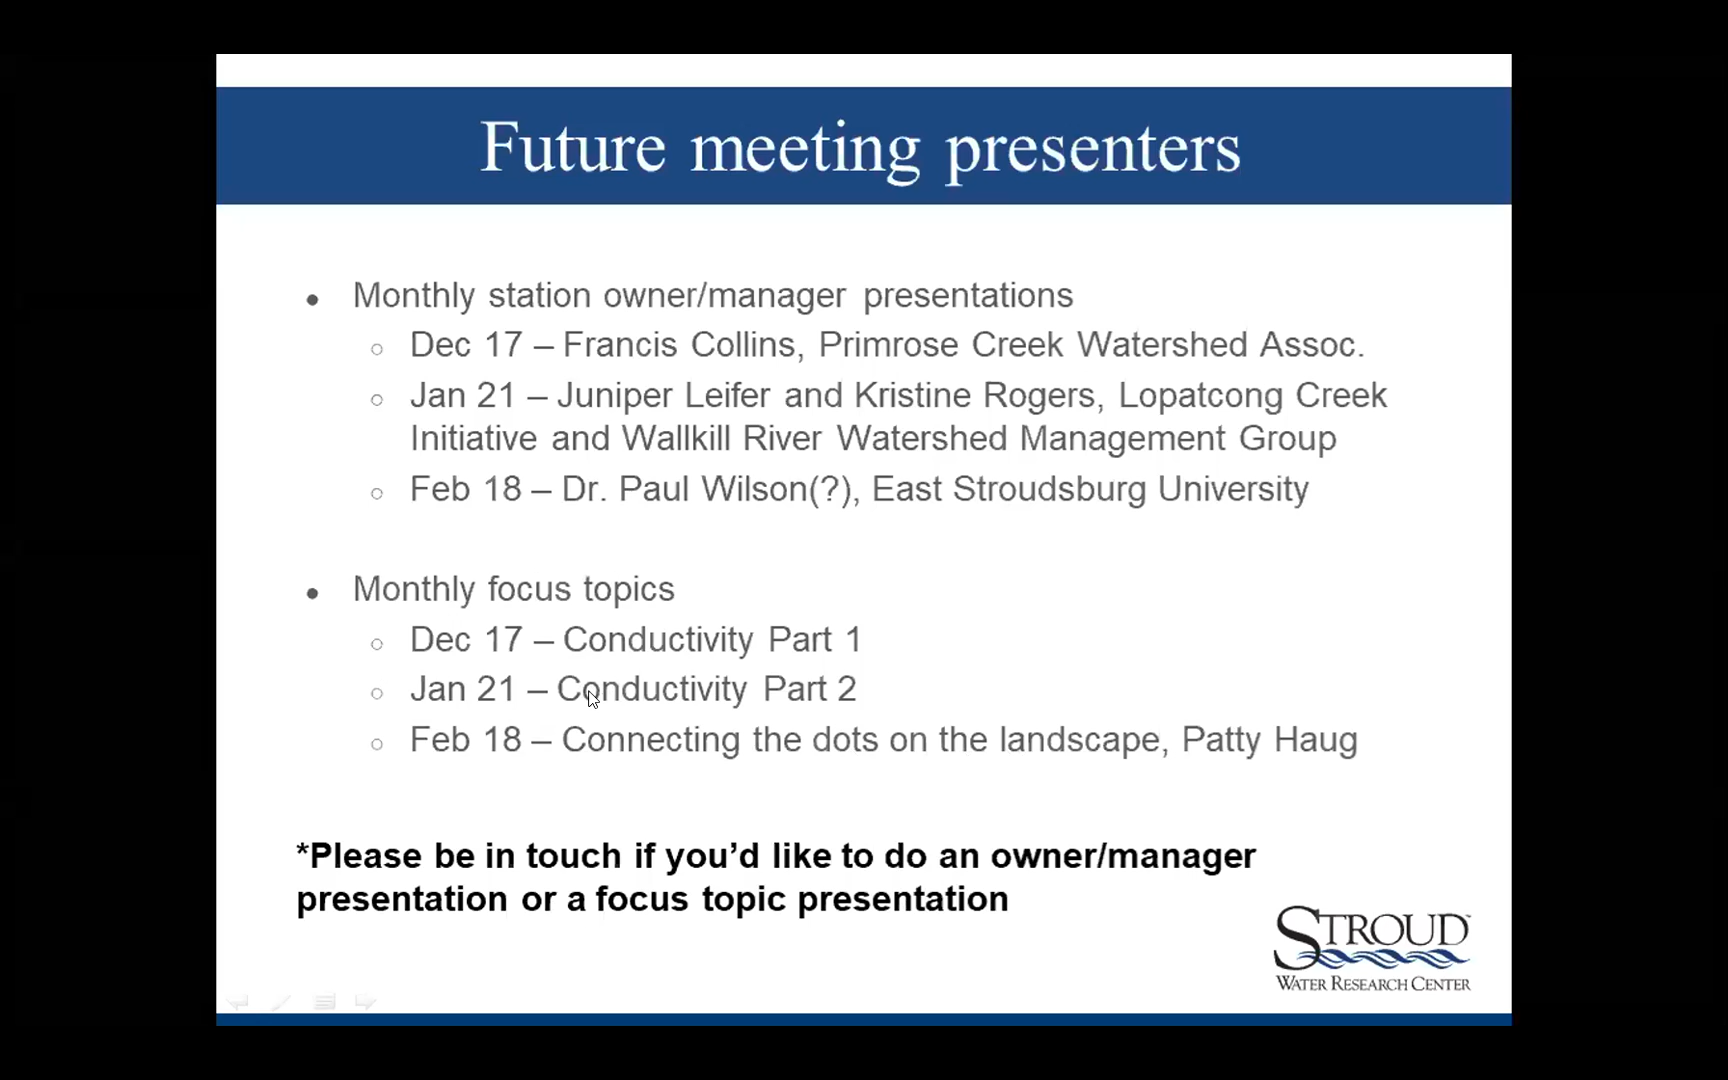 Future meeting presenters
● Monthly station owner/manager presentations
○ Dec 17 – Francis Collins, Primrose Creek Watershed Assoc.
○ Jan 21 – Juniper Leifer and Kristine Rogers, Lopatcong Creek
Initiative and Wallkill River Watershed Management Group
○ Feb 18 – Dr. Paul Wilson(?), East Stroudsburg University
● Monthly focus topics
○ Dec 17 – Conductivity Part 1
○ Jan 21 – Conductivity Part 2
○ Feb 18 – Connecting the dots on the landscape, Patty Haug
*Please be in touch if you’d like to do an owner/manager
presentation or a focus topic presentation
STROUD™
WATER RESEARCH CENTER